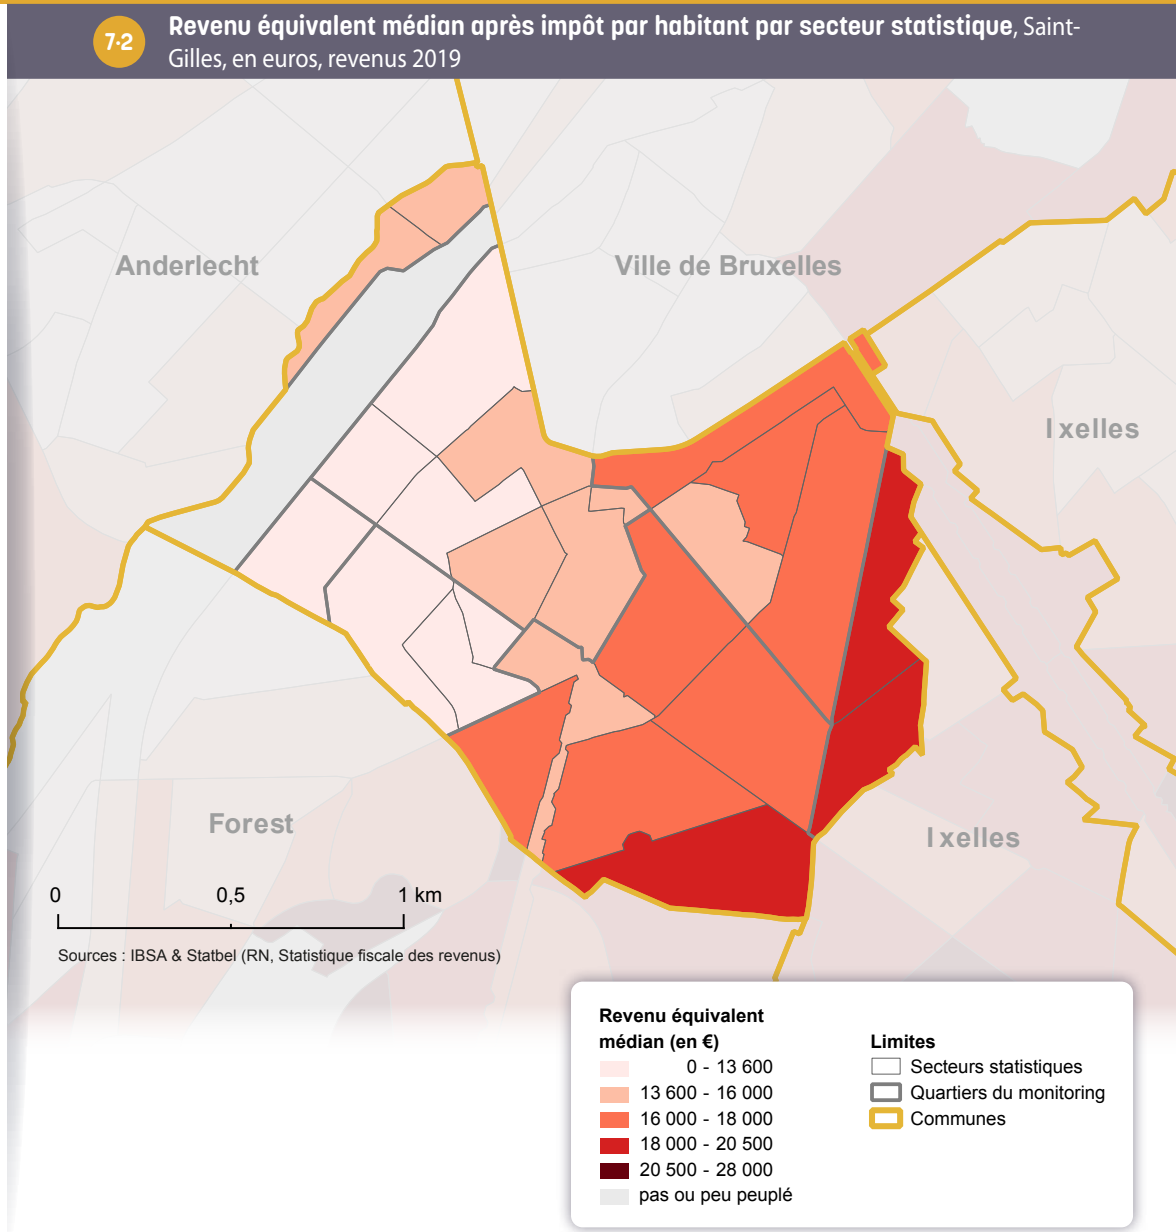 7·2
Revenu équivalent médian après impôt par habitant par secteur statistique, Saint-
Gilles, en euros, revenus 2019
Anderlecht
Ville de Bruxelles
Ixelles
Forest
Ixelles
0 0,5 1 km
Sources : IBSA & Statbel (RN, Statistique fiscale des revenus)
Revenu équivalent
médian (en €)
0 - 13 600
13 600 - 16 000
16 000 - 18 000
18 000 - 20 500
20 500 - 28 000
pas ou peu peuplé
Limites
Secteurs statistiques
Quartiers du monitoring
Communes